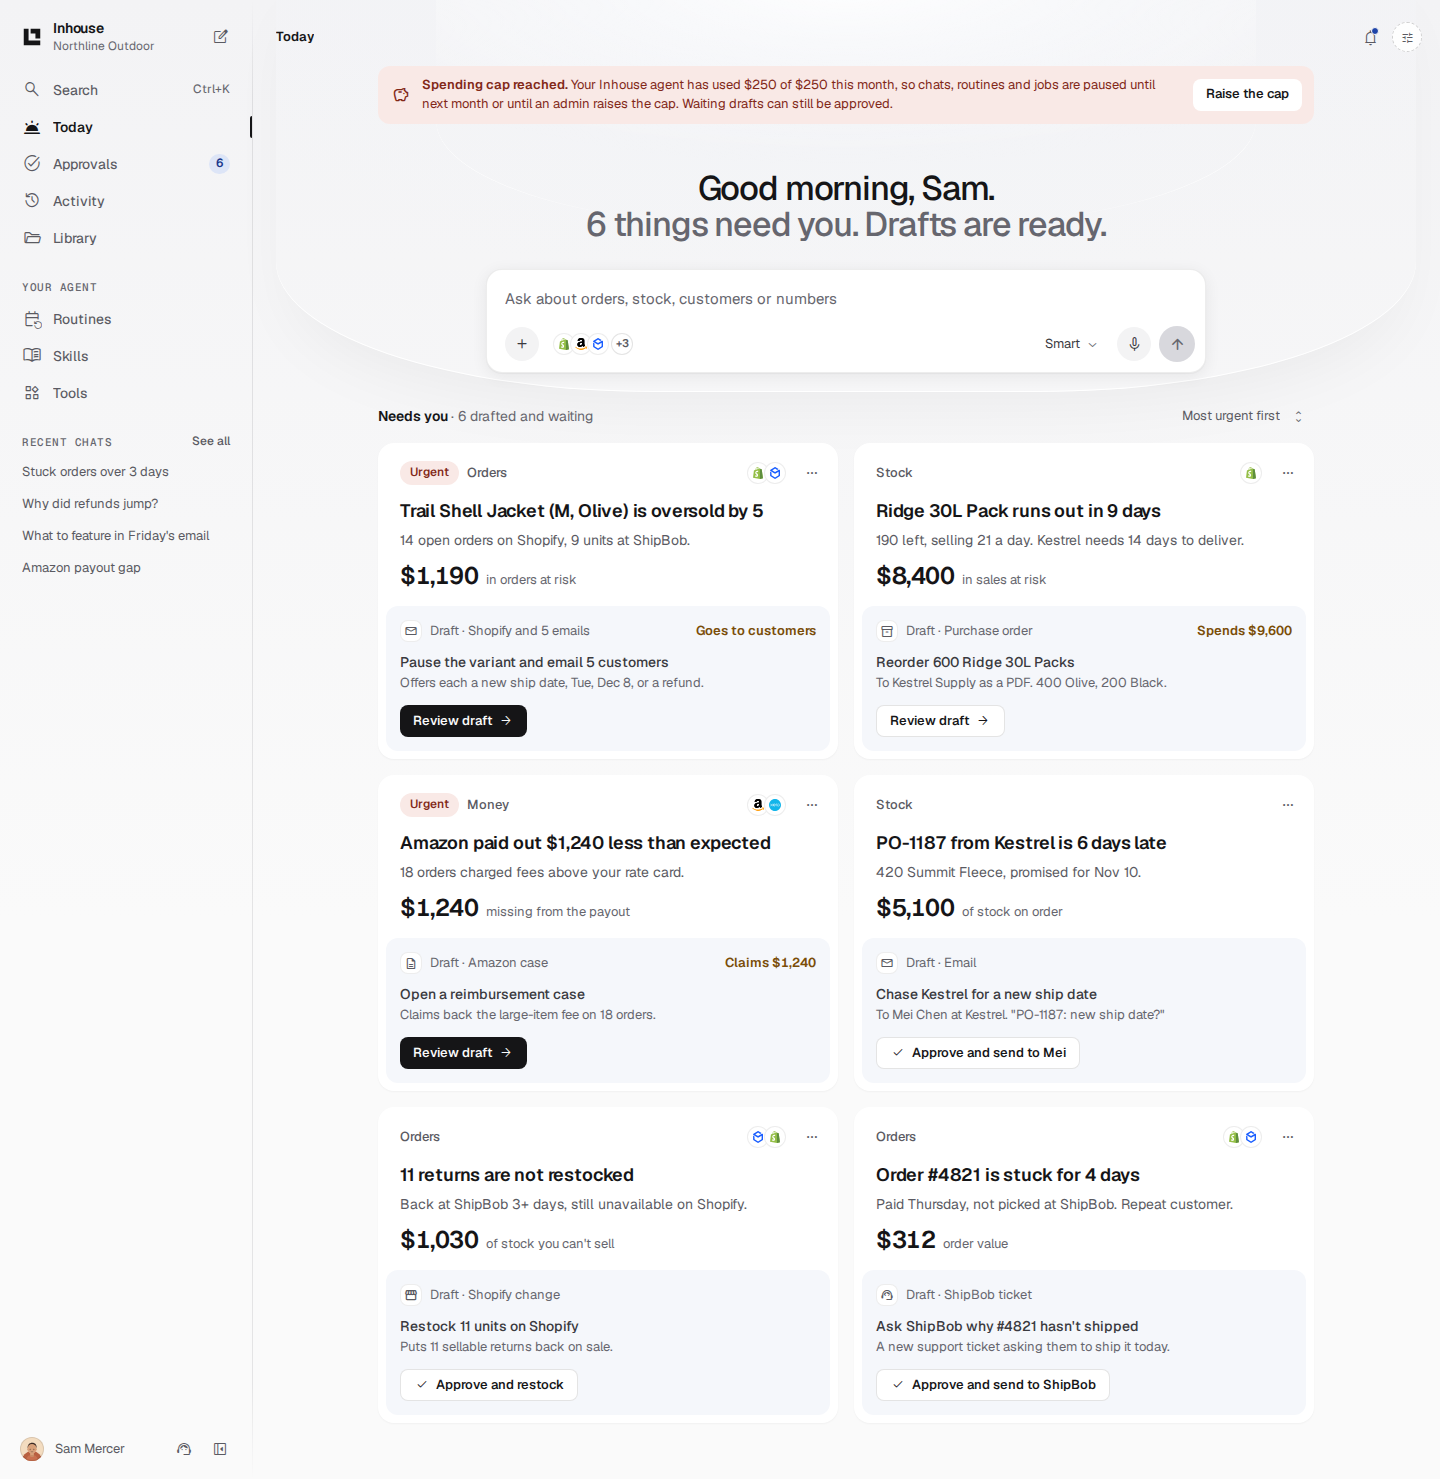 Inhouse
Northline Outdoor
Search
Ctrl+K
Today
Approvals
6
Activity
Library
YOUR AGENT
Routines
Skills
Tools
RECENT CHATS
See all
Stuck orders over 3 days
Why did refunds jump?
What to feature in Friday's email
Amazon payout gap
Sam Mercer
Today
Spending cap reached. Your Inhouse agent has used $250 of $250 this month, so chats, routines and jobs are paused until
next month or until an admin raises the cap. Waiting drafts can still be approved.
Raise the cap
Good morning, Sam.
6 things need you. Drafts are ready.
Ask about orders, stock, customers or numbers
+3
Smart
Needs you · 6 drafted and waiting
Most urgent first
Urgent
Orders
Trail Shell Jacket (M, Olive) is oversold by 5
14 open orders on Shopify, 9 units at ShipBob.
$1,190 in orders at risk
Draft · Shopify and 5 emails
Goes to customers
Pause the variant and email 5 customers
Offers each a new ship date, Tue, Dec 8, or a refund.
Review draft
Stock
Ridge 30L Pack runs out in 9 days
190 left, selling 21 a day. Kestrel needs 14 days to deliver.
$8,400 in sales at risk
Draft · Purchase order
Spends $9,600
Reorder 600 Ridge 30L Packs
To Kestrel Supply as a PDF. 400 Olive, 200 Black.
Review draft
Urgent
Money
Amazon paid out $1,240 less than expected
18 orders charged fees above your rate card.
$1,240 missing from the payout
Draft · Amazon case
Claims $1,240
Open a reimbursement case
Claims back the large-item fee on 18 orders.
Review draft
Stock
PO-1187 from Kestrel is 6 days late
420 Summit Fleece, promised for Nov 10.
$5,100 of stock on order
Draft · Email
Chase Kestrel for a new ship date
To Mei Chen at Kestrel. "PO-1187: new ship date?"
Approve and send to Mei
Orders
11 returns are not restocked
Back at ShipBob 3+ days, still unavailable on Shopify.
$1,030 of stock you can't sell
Draft · Shopify change
Restock 11 units on Shopify
Puts 11 sellable returns back on sale.
Approve and restock
Orders
Order #4821 is stuck for 4 days
Paid Thursday, not picked at ShipBob. Repeat customer.
$312 order value
Draft · ShipBob ticket
Ask ShipBob why #4821 hasn't shipped
A new support ticket asking them to ship it today.
Approve and send to ShipBob